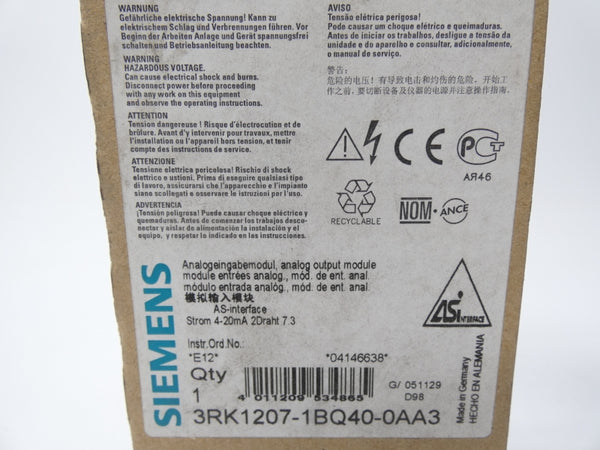 WARNUNG
Gefährliche elektrische Spannung! Kann zu
elektrischem Schlag und Verbrennungen führen. Vor
Beginn der Arbeiten Anlage und Gerät spannungsfrei
schalten und Betriebsanleitung beachten.
WARNING
HAZARDOUS VOLTAGE.
Can cause electrical shock and burns.
Disconnect power before proceeding
with any work on this equipment
and observe the operating instructions.
ATTENTION
Tension dangereuse ! Risque d'électrocution et de
brûlure. Avant d'y intervenir pour travaux, mettre
l'installation ou l'appareil hors tension, et tenir
compte des instructions de service.
ATTENZIONE
Tensione elettrica pericolosa! Rischio di shock
elettrico e ustioni. Prima di eseguire qualsiasi tipo
di lavoro, assicurarsi che l'apparecchio e l'impianto
siano scollegati e osservare le istruzioni per l'uso.
ADVERTENCIA
¡Tensión peligrosa! Puede causar choque eléctrico y
quemaduras. Antes de comenzar los trabajos desco-
nectar y aislar de alimentación la instalación y el
equipo, y respetar lo indicado en las instrucciones.
AVISO
Tensão elétrica perigosa!
Pode causar um choque elétrico e queimaduras.
Antes de iniciar os trabalhos, desligue a tensão da
unidade e do aparelho e consultar, adicionalmente,
o manual de serviço.
警告:
危险的电压! 有导致电击和灼伤的危险, 开始工
作之前, 要切断设备及仪器的电源并注意操作指南.
CE
РСТ
АЯ46
RECYCLABLE
NOM-ANCE
SIEMENS
Analogeingabemodul, analog output module
module entrées analog., mód. de ent. anal
módulo entrada analóg., mod. de ent. anal.
模拟输入模块
AS-interface
Strom 4-20mA 2Draht 7.3
ASi INTERFACE
Instr.Ord.No.:
*E12*
*04146638*
Qty
1
4 011209 534865
G/ 051129
D98
Made in Germany
HECHO EN ALEMANIA
3RK1207-1BQ40-0AA3